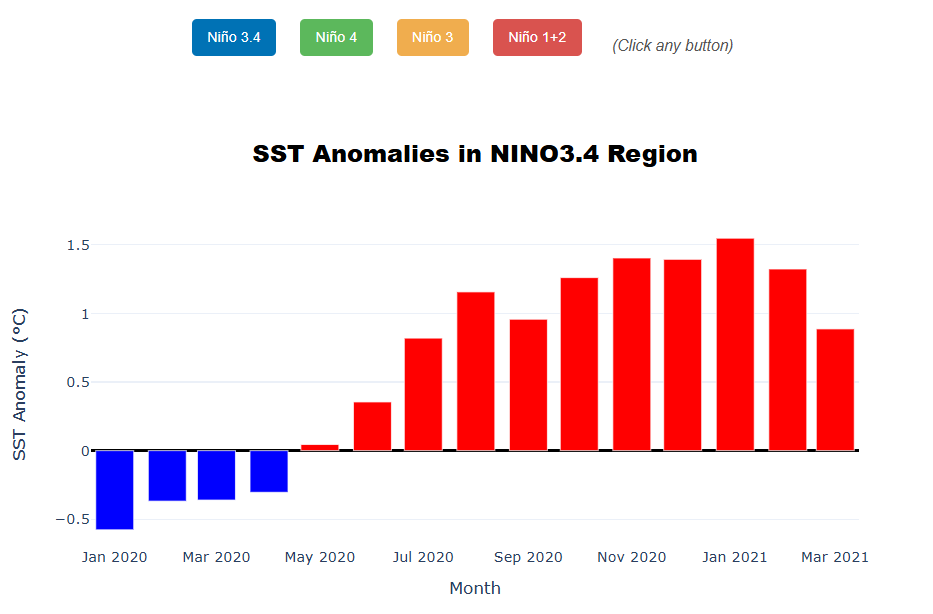 Niño 3.4 Niño 4 Niño 3 Niño 1+2 (Click any button)
SST Anomalies in NINO3.4 Region
SST Anomaly (°C)
1.5
1
0.5
0
−0.5
Jan 2020 Mar 2020 May 2020 Jul 2020 Sep 2020 Nov 2020 Jan 2021 Mar 2021
Month